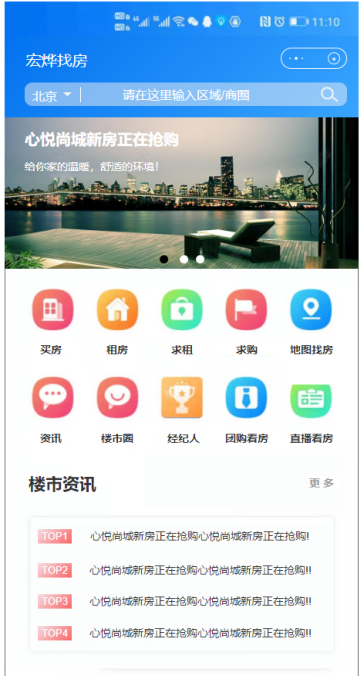 11:10
宏烨找房
北京 请在这里输入区域/商圈
心悦尚城新房正在抢购
给你家的温暖，舒适的环境！
买房 租房 求租 求购 地图找房
资讯 楼市圈 经纪人 团购看房 直播看房
楼市资讯 更多
TOP1 心悦尚城新房正在抢购心悦尚城新房正在抢购!
TOP2 心悦尚城新房正在抢购心悦尚城新房正在抢购!!
TOP3 心悦尚城新房正在抢购心悦尚城新房正在抢购!!
TOP4 心悦尚城新房正在抢购心悦尚城新房正在抢购!!